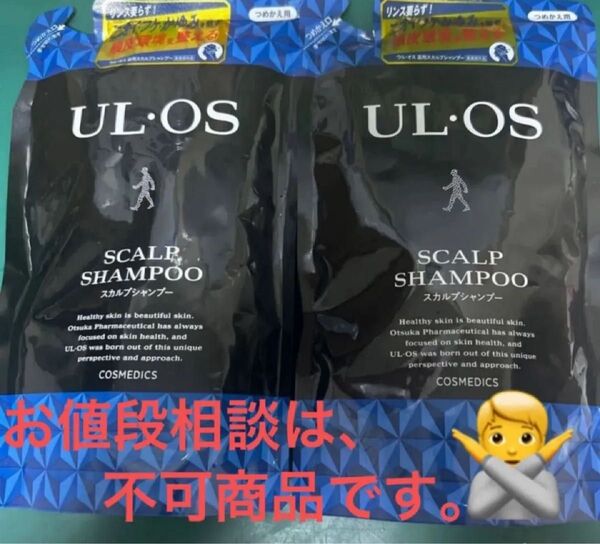 リンス要らず!
つめかえ用
UL·OS
SCALP
SHAMPOO
スカルプシャンプー
Healthy skin is beautiful skin.
Otsuka Pharmaceutical has always
focused on skin health, and
UL·OS was born out of this unique
perspective and approach.
COSMEDICS
リンス要らず!
つめかえ用
UL·OS
SCALP
SHAMPOO
スカルプシャンプー
Healthy skin is beautiful skin.
Otsuka Pharmaceutical has always
focused on skin health, and
UL·OS was born out of this unique
perspective and approach.
COSMEDICS
お値段相談は、
不可商品です。